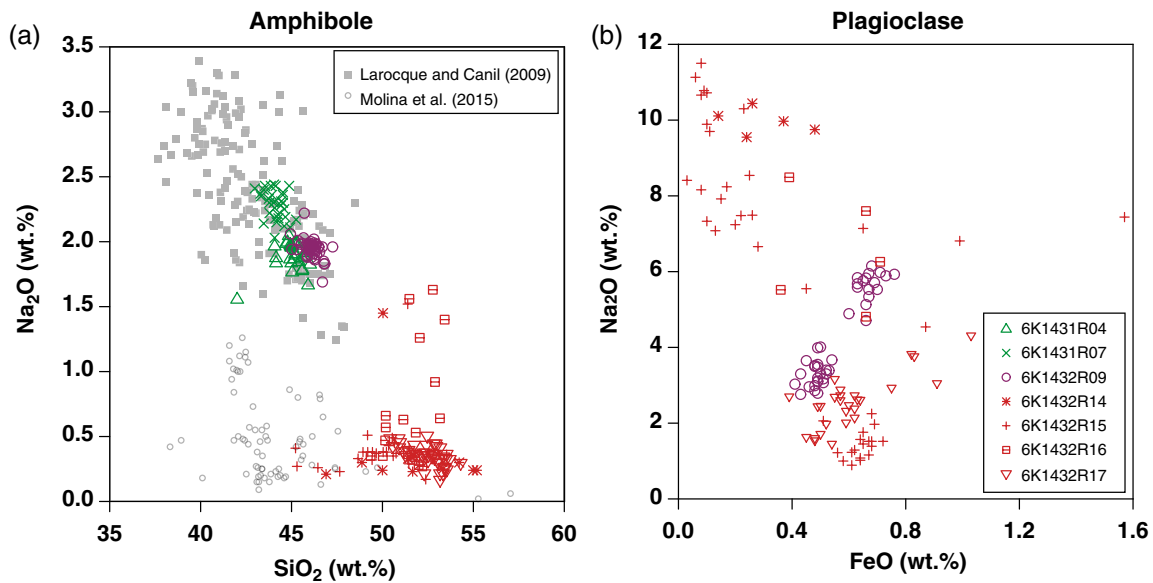 Amphibole
Plagioclase
(a)
(b)
3.5
3.0
2.5
2.0
1.5
1.0
0.5
0.0
Na₂O (wt.%)
35
40
45
50
55
60
SiO₂ (wt.%)
Larocque and Canil (2009)
Molina et al. (2015)
12
10
8
6
4
2
0
Na2O (wt.%)
0.0
0.4
0.8
1.2
1.6
FeO (wt.%)
6K1431R04
6K1431R07
6K1432R09
6K1432R14
6K1432R15
6K1432R16
6K1432R17